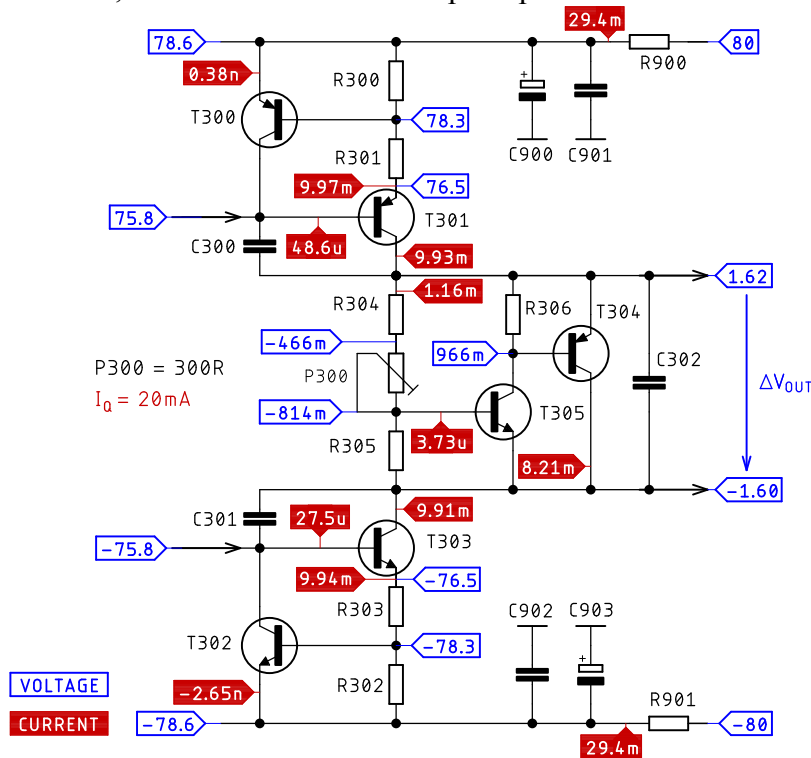 29.4m
78.6
80
R900
0.38n
R300
T300
78.3
R301
C900
C901
9.97m
76.5
75.8
T301
C300
48.6u
9.93m
1.62
R304
1.16m
R306
T304
-466m
966m
C302
P300 = 300R
P300
ΔVOUT
IQ = 20mA
-814m
T305
R305
3.73u
8.21m
-1.60
C301
27.5u
9.91m
-75.8
T303
9.94m
-76.5
R303
C902
C903
T302
-78.3
VOLTAGE
-2.65n
R302
R901
CURRENT
-78.6
-80
29.4m
+
+